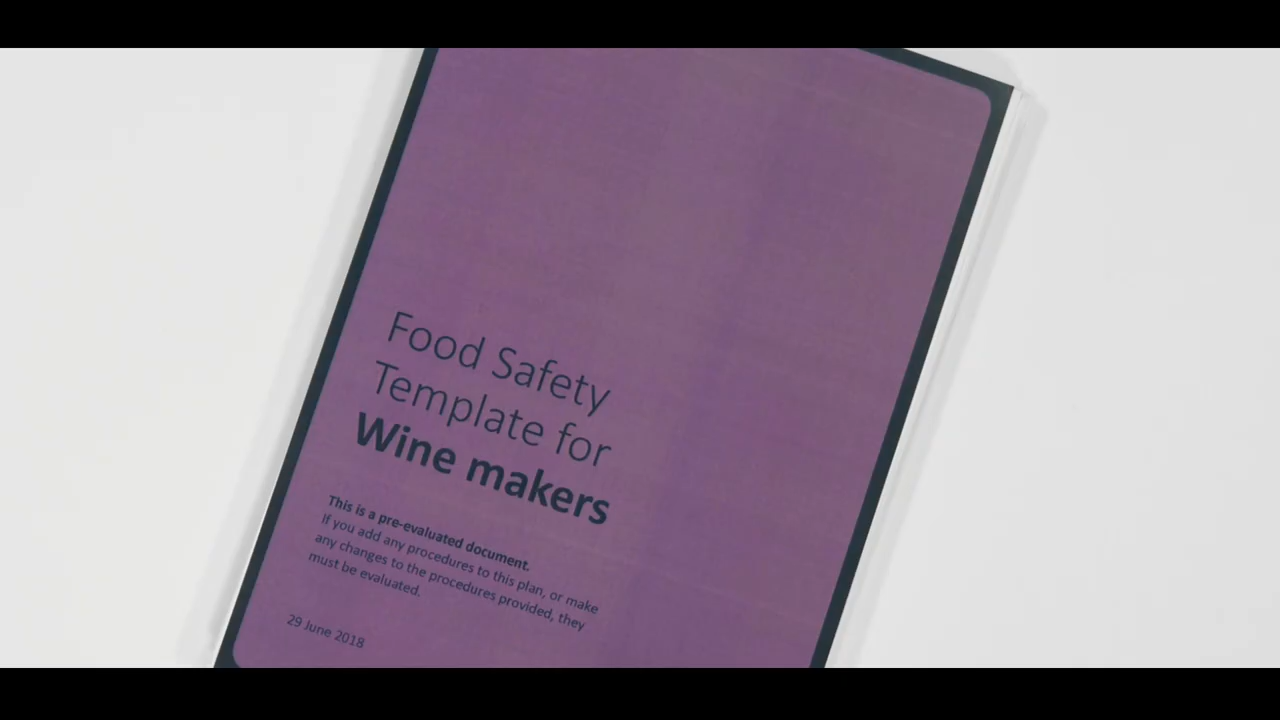 Food Safety
Template for
Wine makers
This is a pre-evaluated document.
If you add any procedures to this plan, or make
any changes to the procedures provided, they
must be evaluated.
29 June 2018